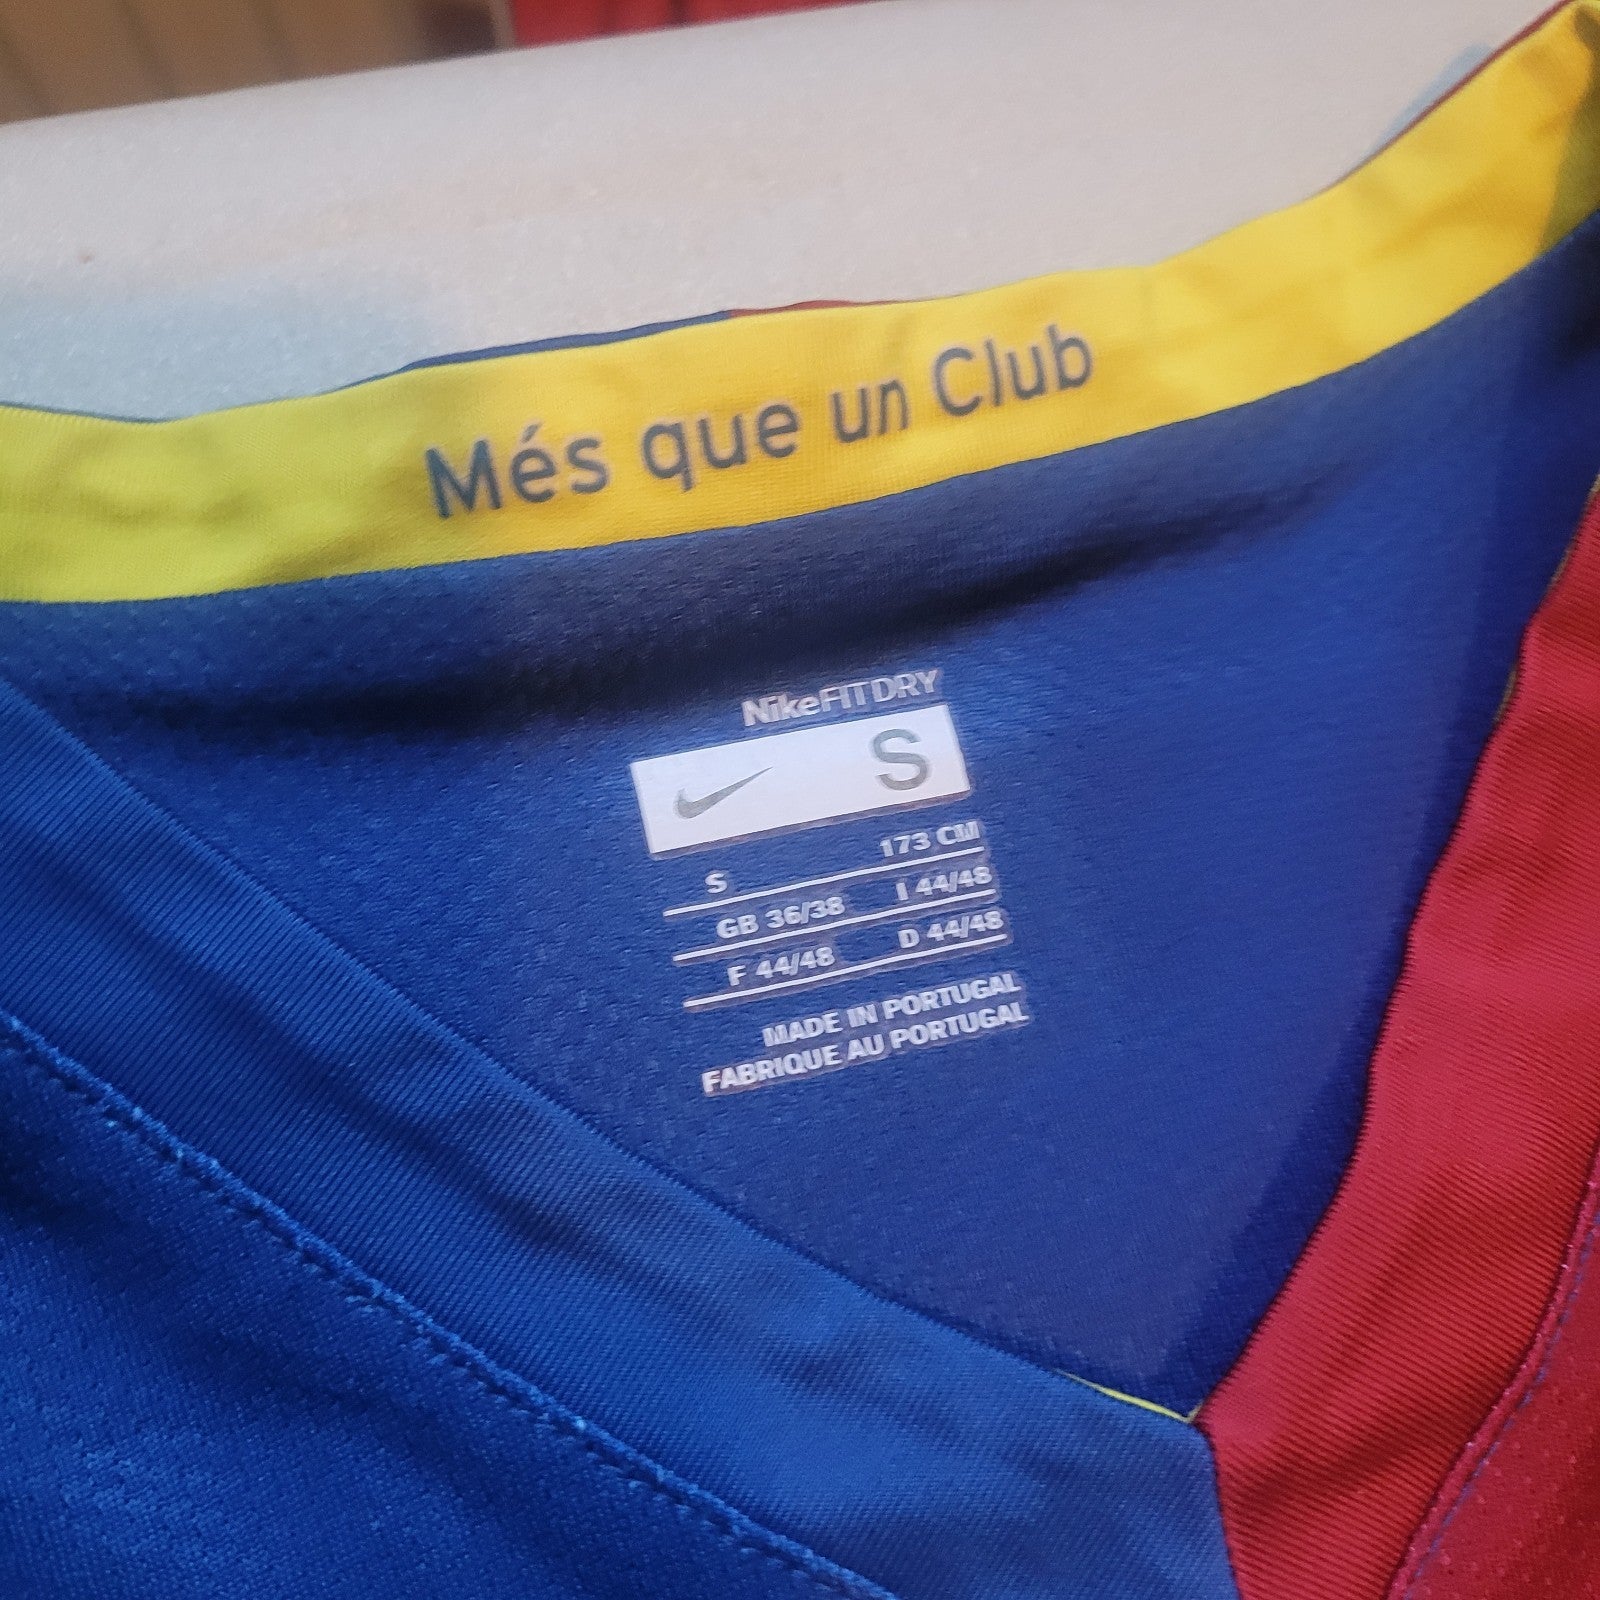 Més que un Club
NikeFITDRY
S
S 173 CM
GB 36/38 I 44/48
F 44/48 D 44/48
MADE IN PORTUGAL
FABRIQUE AU PORTUGAL